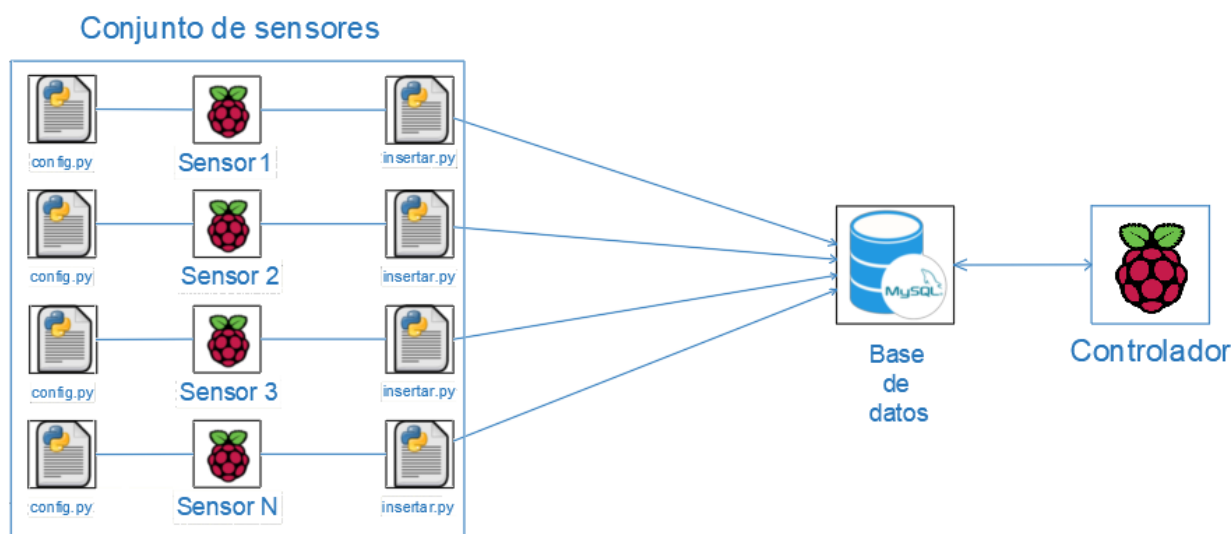 Conjunto de sensores
config.py
Sensor 1
insertar.py
config.py
Sensor 2
insertar.py
config.py
Sensor 3
insertar.py
config.py
Sensor N
insertar.py
MySQL
Base
de
datos
Controlador